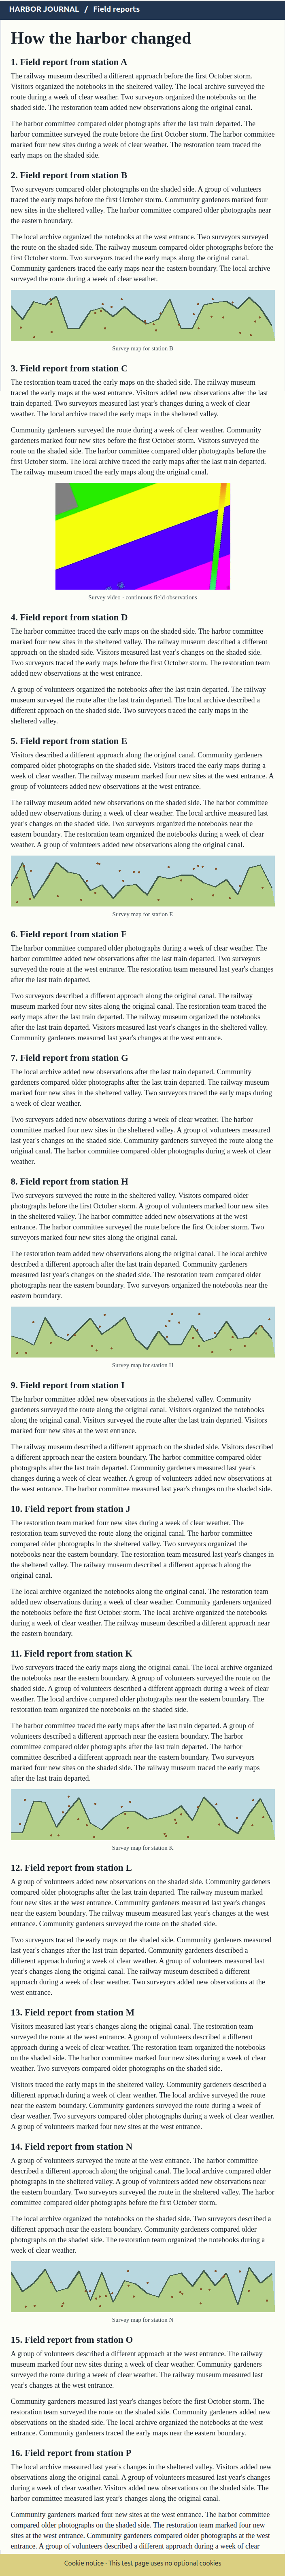 HARBOR JOURNAL / Field reports
How the harbor changed
1. Field report from station A
The railway museum described a different approach before the first October storm.
Visitors organized the notebooks in the sheltered valley. The local archive surveyed the
route during a week of clear weather. Two surveyors organized the notebooks on the
shaded side. The restoration team added new observations along the original canal.
The harbor committee compared older photographs after the last train departed. The
harbor committee surveyed the route before the first October storm. The harbor committee
marked four new sites on the shaded side. The restoration team traced the
early maps on the shaded side.
2. Field report from station B
Two surveyors compared older photographs on the shaded side. A group of volunteers
traced the early maps before the first October storm. Community gardeners marked four
new sites in the sheltered valley. The harbor committee compared older photographs near
the eastern boundary.
The local archive organized the notebooks at the west entrance. Two surveyors surveyed
the route on the shaded side. The railway museum compared older photographs before the
first October storm. Two surveyors traced the early maps along the original canal.
Community gardeners traced the early maps near the eastern boundary. The local archive
surveyed the route during a week of clear weather.
Survey map for station B
3. Field report from station C
The restoration team traced the early maps on the shaded side. The railway museum
traced the early maps at the west entrance. Visitors added new observations after the last
train departed. Two surveyors measured last year's changes during a week of clear
weather. The local archive traced the early maps in the sheltered valley.
Community gardeners surveyed the route during a week of clear weather. Community
gardeners marked four new sites before the first October storm. Visitors surveyed the
route on the shaded side. The harbor committee compared older photographs before the
first October storm. The local archive traced the early maps after the last train departed.
The railway museum traced the early maps along the original canal.
Survey video · continuous field observations
4. Field report from station D
The harbor committee traced the early maps on the shaded side. The harbor committee
marked four new sites in the sheltered valley. The railway museum described a different
approach on the shaded side. Visitors measured last year's changes on the shaded side.
Two surveyors traced the early maps before the first October storm. The restoration team
added new observations at the west entrance.
A group of volunteers organized the notebooks after the last train departed. The railway
museum surveyed the route after the last train departed. The local archive described a
different approach on the shaded side. Two surveyors traced the early maps in the
sheltered valley.
5. Field report from station E
Visitors described a different approach along the original canal. Community gardeners
compared older photographs on the shaded side. Visitors traced the early maps during a
week of clear weather. The railway museum marked four new sites at the west entrance. A
group of volunteers added new observations at the west entrance.
The railway museum added new observations on the shaded side. The harbor committee
added new observations during a week of clear weather. The local archive measured last
year's changes on the shaded side. Two surveyors organized the notebooks near the
eastern boundary. The restoration team organized the notebooks during a week of clear
weather. A group of volunteers added new observations along the original canal.
Survey map for station E
6. Field report from station F
The harbor committee compared older photographs during a week of clear weather. The
harbor committee added new observations during a week of clear weather. Two surveyors
surveyed the route at the west entrance. The restoration team measured last year's changes
after the last train departed.
Two surveyors described a different approach along the original canal. The railway
museum marked four new sites along the original canal. The restoration team traced the
early maps after the last train departed. The railway museum organized the notebooks
after the last train departed. Visitors measured last year's changes in the sheltered valley.
Community gardeners measured last year's changes at the west entrance.
7. Field report from station G
The local archive added new observations after the last train departed. Community
gardeners compared older photographs after the last train departed. The railway museum
marked four new sites in the sheltered valley. Two surveyors traced the early maps during
a week of clear weather.
Two surveyors added new observations during a week of clear weather. The harbor
committee marked four new sites in the sheltered valley. A group of volunteers measured
last year's changes on the shaded side. Community gardeners surveyed the route along the
original canal. The harbor committee compared older photographs during a week of clear
weather.
8. Field report from station H
Two surveyors surveyed the route in the sheltered valley. Visitors compared older
photographs before the first October storm. A group of volunteers marked four new sites
in the sheltered valley. The harbor committee added new observations at the west
entrance. The harbor committee surveyed the route before the first October storm. Two
surveyors marked four new sites along the original canal.
The restoration team added new observations along the original canal. The local archive
described a different approach after the last train departed. Community gardeners
measured last year's changes on the shaded side. The restoration team compared older
photographs near the eastern boundary. Two surveyors organized the notebooks near the
eastern boundary.
Survey map for station H
9. Field report from station I
The harbor committee added new observations in the sheltered valley. Community
gardeners surveyed the route along the original canal. Visitors organized the notebooks
along the original canal. Visitors surveyed the route after the last train departed. Visitors
marked four new sites at the west entrance.
The railway museum described a different approach on the shaded side. Visitors described
a different approach near the eastern boundary. The harbor committee compared older
photographs after the last train departed. Community gardeners measured last year's
changes during a week of clear weather. A group of volunteers added new observations at
the west entrance. The harbor committee measured last year's changes on the shaded side.
10. Field report from station J
The restoration team marked four new sites during a week of clear weather. The
restoration team surveyed the route along the original canal. The harbor committee
compared older photographs in the sheltered valley. Two surveyors organized the
notebooks near the eastern boundary. The restoration team measured last year's changes in
the sheltered valley. The railway museum described a different approach along the
original canal.
The local archive organized the notebooks along the original canal. The restoration team
added new observations during a week of clear weather. Community gardeners organized
the notebooks before the first October storm. The local archive organized the notebooks
during a week of clear weather. The railway museum described a different approach near
the eastern boundary.
11. Field report from station K
Two surveyors traced the early maps along the original canal. The local archive organized
the notebooks near the eastern boundary. A group of volunteers surveyed the route on the
shaded side. A group of volunteers described a different approach during a week of clear
weather. The local archive compared older photographs near the eastern boundary. The
restoration team organized the notebooks on the shaded side.
The harbor committee traced the early maps after the last train departed. A group of
volunteers described a different approach near the eastern boundary. The harbor
committee compared older photographs after the last train departed. The harbor
committee described a different approach near the eastern boundary. Two surveyors
marked four new sites on the shaded side. The railway museum traced the early maps
after the last train departed.
Survey map for station K
12. Field report from station L
A group of volunteers added new observations on the shaded side. Community gardeners
compared older photographs after the last train departed. The railway museum marked
four new sites at the west entrance. Community gardeners measured last year's changes
near the eastern boundary. The railway museum measured last year's changes at the west
entrance. Community gardeners surveyed the route on the shaded side.
Two surveyors traced the early maps on the shaded side. Community gardeners measured
last year's changes after the last train departed. Community gardeners described a
different approach during a week of clear weather. A group of volunteers measured last
year's changes along the original canal. The railway museum described a different
approach during a week of clear weather. Two surveyors added new observations at the
west entrance.
13. Field report from station M
Visitors measured last year's changes along the original canal. The restoration team
surveyed the route at the west entrance. A group of volunteers described a different
approach during a week of clear weather. The restoration team organized the notebooks
on the shaded side. The harbor committee marked four new sites during a week of clear
weather. Two surveyors compared older photographs on the shaded side.
Visitors traced the early maps in the sheltered valley. Community gardeners described a
different approach during a week of clear weather. The local archive surveyed the route
near the eastern boundary. Community gardeners surveyed the route during a week of
clear weather. Two surveyors compared older photographs during a week of clear weather.
A group of volunteers marked four new sites at the west entrance.
14. Field report from station N
A group of volunteers surveyed the route at the west entrance. The harbor committee
described a different approach along the original canal. The local archive compared older
photographs in the sheltered valley. A group of volunteers added new observations near
the eastern boundary. Two surveyors surveyed the route in the sheltered valley. The harbor
committee compared older photographs before the first October storm.
The local archive organized the notebooks on the shaded side. Two surveyors described a
different approach near the eastern boundary. Community gardeners compared older
photographs on the shaded side. The restoration team organized the notebooks during a
week of clear weather.
Survey map for station N
15. Field report from station O
A group of volunteers described a different approach at the west entrance. The railway
museum marked four new sites during a week of clear weather. Community gardeners
surveyed the route during a week of clear weather. The railway museum measured last
year's changes at the west entrance.
Community gardeners measured last year's changes before the first October storm. The
restoration team surveyed the route on the shaded side. Community gardeners added new
observations on the shaded side. The local archive organized the notebooks at the west
entrance. Community gardeners traced the early maps near the eastern boundary.
16. Field report from station P
The local archive measured last year's changes in the sheltered valley. Visitors added new
observations along the original canal. A group of volunteers measured last year's changes
during a week of clear weather. Visitors added new observations on the shaded side. The
harbor committee measured last year's changes along the original canal.
Community gardeners marked four new sites at the west entrance. The harbor committee
compared older photographs on the shaded side. The restoration team marked four new
sites at the west entrance. Community gardeners compared older photographs at the west
entrance. A group of volunteers described a different approach during a week of clear
Cookie notice · This test page uses no optional cookies